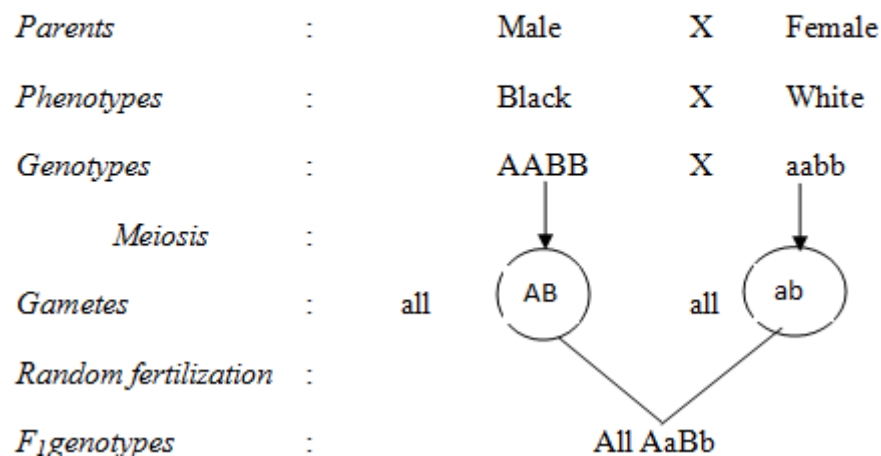 Parents : Male X Female
Phenotypes : Black X White
Genotypes : AABB X aabb
Meiosis :
Gametes : all AB all ab
Random fertilization :
F₁genotypes : All AaBb